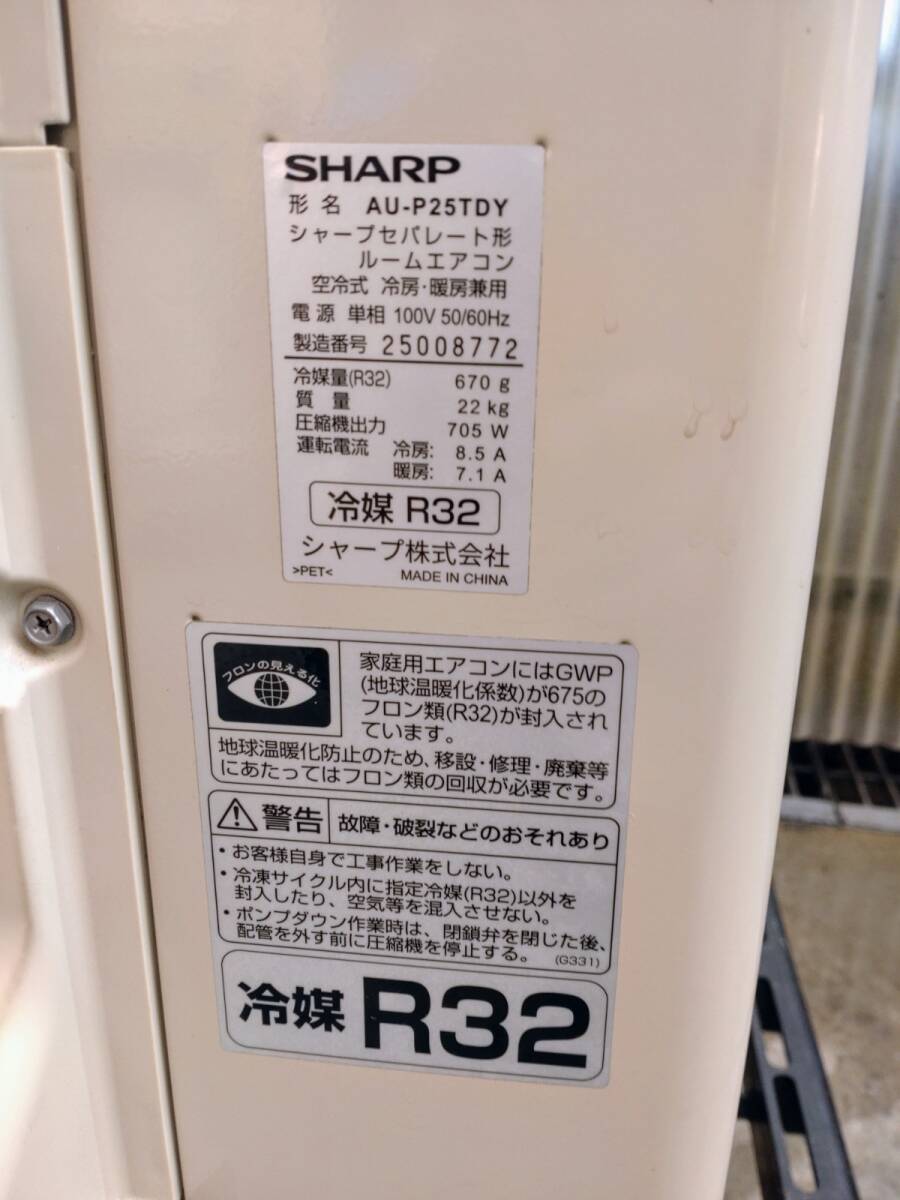 SHARP
形名 AU-P25TDY
シャープセパレート形
ルームエアコン
空冷式 冷房・暖房兼用
電源 単相 100V 50/60Hz
製造番号 25008772
冷媒量(R32) 670 g
質量 22 kg
圧縮機出力 705 W
運転電流 冷房: 8.5 A
暖房: 7.1 A
冷媒 R32
シャープ株式会社
>PET< MADE IN CHINA
フロンの見える化
家庭用エアコンにはGWP
(地球温暖化係数)が675の
フロン類(R32)が封入され
ています。
地球温暖化防止のため、移設・修理・廃棄等
にあたってはフロン類の回収が必要です。
警告 故障・破裂などのおそれあり
・お客様自身で工事作業をしない。
・冷凍サイクル内に指定冷媒(R32)以外を
封入したり、空気等を混入させない。
・ポンプダウン作業時は、閉鎖弁を閉じた後、
配管を外す前に圧縮機を停止する。 (G331)
冷媒 R32